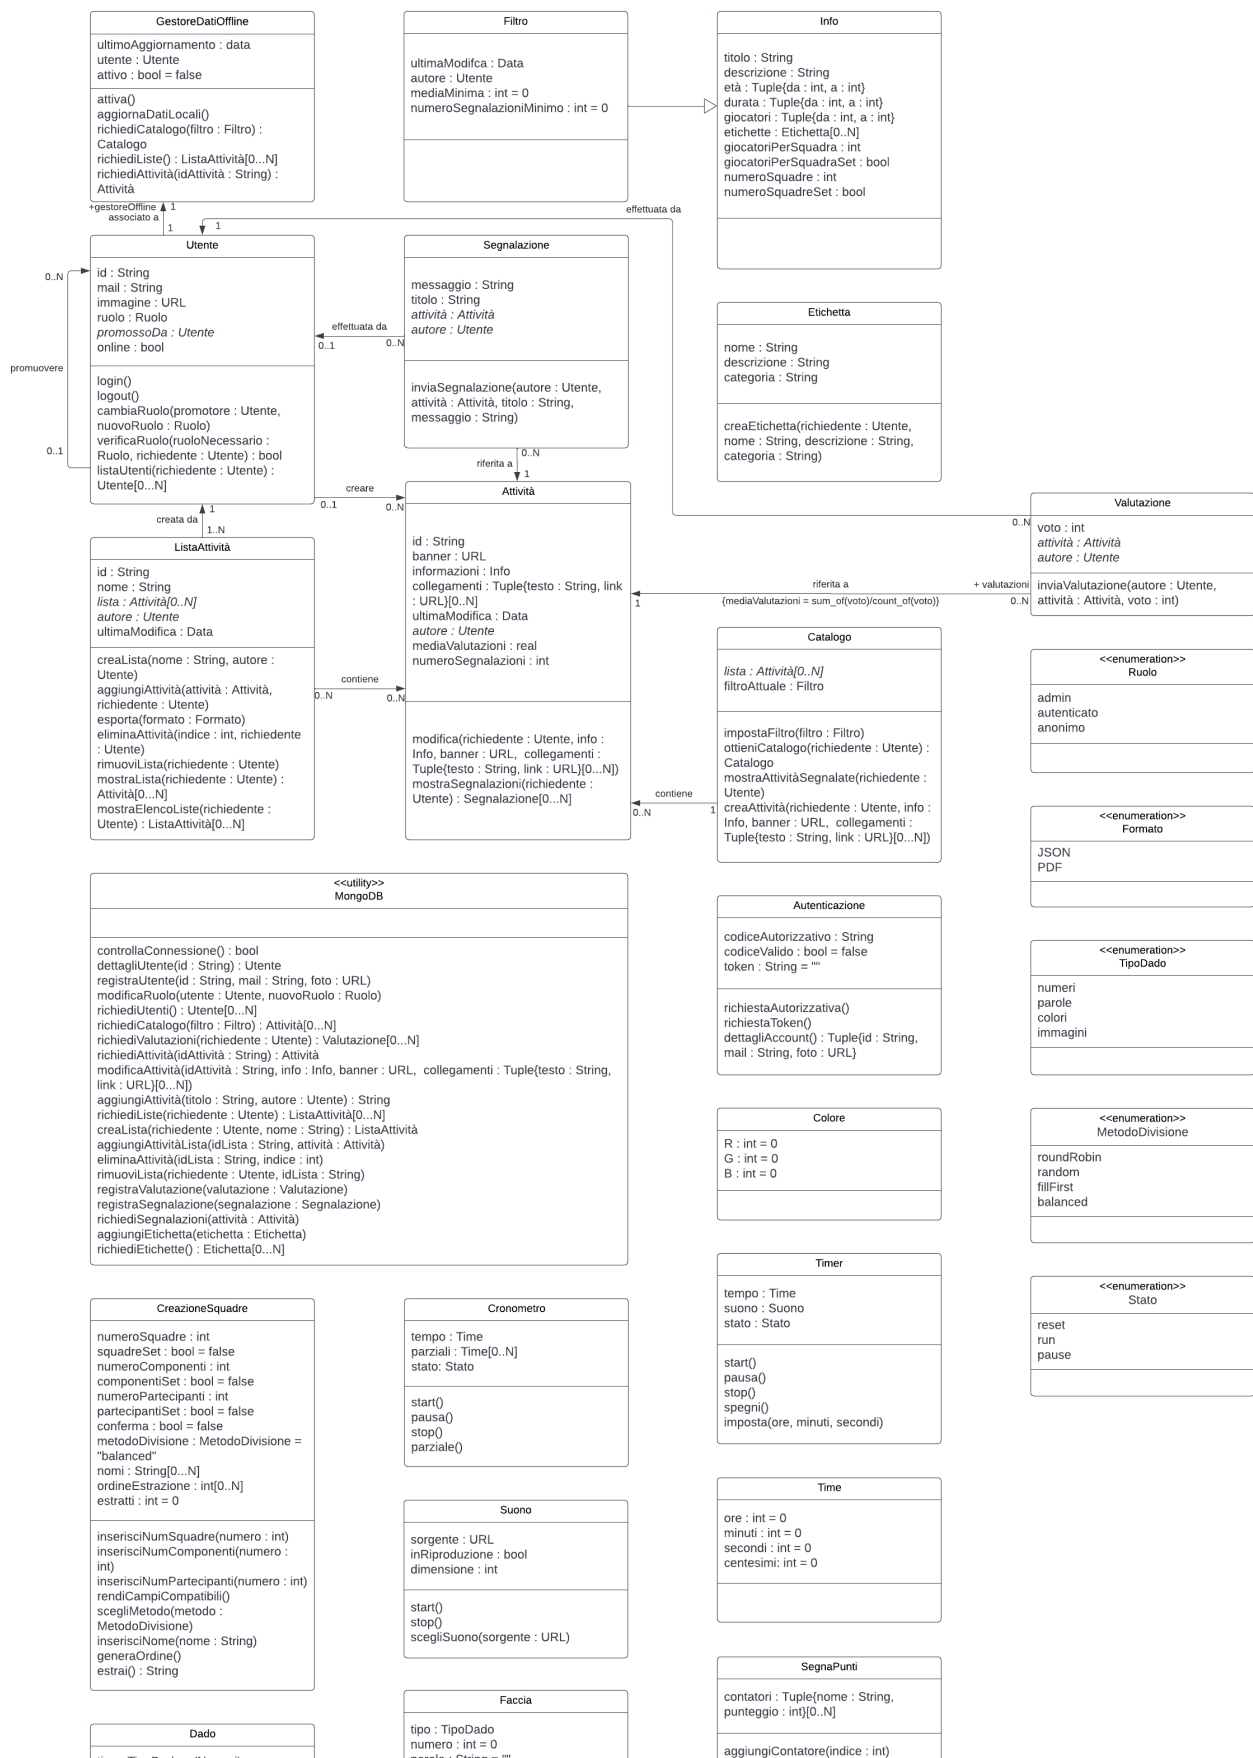 GestoreDatiOffline
ultimoAggiornamento : data
utente : Utente
attivo : bool = false
attiva()
aggiornaDatiLocali()
richiediCatalogo(filtro : Filtro) :
Catalogo
richiediListe() : ListaAttività[0...N]
richiediAttività(idAttività : String) :
Attività
Filtro
ultimaModifca : Data
autore : Utente
mediaMinima : int = 0
numeroSegnalazioniMinimo : int = 0
Info
titolo : String
descrizione : String
età : Tuple{da : int, a : int}
durata : Tuple{da : int, a : int}
giocatori : Tuple{da : int, a : int}
etichette : Etichetta[0..N]
giocatoriPerSquadra : int
giocatoriPerSquadraSet : bool
numeroSquadre : int
numeroSquadreSet : bool
+gestoreOffline
associato a
1
1
effettuata da
1
Utente
id : String
mail : String
immagine : URL
ruolo : Ruolo
promossoDa : Utente
online : bool
login()
logout()
cambiaRuolo(promotore : Utente,
nuovoRuolo : Ruolo)
verificaRuolo(ruoloNecessario :
Ruolo, richiedente : Utente) : bool
listaUtenti(richiedente : Utente) :
Utente[0...N]
0..N
promuovere
0..1
effettuata da
0..1
0..N
Segnalazione
messaggio : String
titolo : String
attività : Attività
autore : Utente
inviaSegnalazione(autore : Utente,
attività : Attività, titolo : String,
messaggio : String)
Etichetta
nome : String
descrizione : String
categoria : String
creaEtichetta(richiedente : Utente,
nome : String, descrizione : String,
categoria : String)
0..N
riferita a
1
creare
0..1
0..N
1
creata da
1..N
ListaAttività
id : String
nome : String
lista : Attività[0..N]
autore : Utente
ultimaModifica : Data
creaLista(nome : String, autore :
Utente)
aggiungiAttività(attività : Attività,
richiedente : Utente)
esporta(formato : Formato)
eliminaAttività(indice : int, richiedente
: Utente)
rimuoviLista(richiedente : Utente)
mostraLista(richiedente : Utente) :
Attività[0...N]
mostraElencoListe(richiedente :
Utente) : ListaAttività[0...N]
contiene
0..N
0..N
Attività
id : String
banner : URL
informazioni : Info
collegamenti : Tuple{testo : String, link
: URL}[0..N]
ultimaModifica : Data
autore : Utente
mediaValutazioni : real
numeroSegnalazioni : int
modifica(richiedente : Utente, info :
Info, banner : URL, collegamenti :
Tuple{testo : String, link : URL}[0...N])
mostraSegnalazioni(richiedente :
Utente) : Segnalazione[0...N]
Valutazione
voto : int
attività : Attività
autore : Utente
inviaValutazione(autore : Utente,
attività : Attività, voto : int)
0..N
riferita a
+ valutazioni
1
{mediaValutazioni = sum_of(voto)/count_of(voto)}
0..N
Catalogo
lista : Attività[0..N]
filtroAttuale : Filtro
impostaFiltro(filtro : Filtro)
ottieniCatalogo(richiedente : Utente) :
Catalogo
mostraAttivitàSegnalate(richiedente :
Utente)
creaAttività(richiedente : Utente, info :
Info, banner : URL, collegamenti :
Tuple{testo : String, link : URL}[0...N])
contiene
0..N
1
<<enumeration>>
Ruolo
admin
autenticato
anonimo
<<enumeration>>
Formato
JSON
PDF
<<utility>>
MongoDB
controllaConnessione() : bool
dettagliUtente(id : String) : Utente
registraUtente(id : String, mail : String, foto : URL)
modificaRuolo(utente : Utente, nuovoRuolo : Ruolo)
richiediUtenti() : Utente[0...N]
richiediCatalogo(filtro : Filtro) : Attività[0...N]
richiediValutazioni(richiedente : Utente) : Valutazione[0...N]
richiediAttività(idAttività : String) : Attività
modificaAttività(idAttività : String, info : Info, banner : URL, collegamenti : Tuple{testo : String,
link : URL}[0...N])
aggiungiAttività(titolo : String, autore : Utente) : String
richiediListe(richiedente : Utente) : ListaAttività[0...N]
creaLista(richiedente : Utente, nome : String) : ListaAttività
aggiungiAttivitàLista(idLista : String, attività : Attività)
eliminaAttività(idLista : String, indice : int)
rimuoviLista(richiedente : Utente, idLista : String)
registraValutazione(valutazione : Valutazione)
registraSegnalazione(segnalazione : Segnalazione)
richiediSegnalazioni(attività : Attività)
aggiungiEtichetta(etichetta : Etichetta)
richiediEtichette() : Etichetta[0...N]
Autenticazione
codiceAutorizzativo : String
codiceValido : bool = false
token : String = ""
richiestaAutorizzativa()
richiestaToken()
dettagliAccount() : Tuple{id : String,
mail : String, foto : URL}
<<enumeration>>
TipoDado
numeri
parole
colori
immagini
Colore
R : int = 0
G : int = 0
B : int = 0
<<enumeration>>
MetodoDivisione
roundRobin
random
fillFirst
balanced
Timer
tempo : Time
suono : Suono
stato : Stato
start()
pausa()
stop()
spegni()
imposta(ore, minuti, secondi)
<<enumeration>>
Stato
reset
run
pause
CreazioneSquadre
numeroSquadre : int
squadreSet : bool = false
numeroComponenti : int
componentiSet : bool = false
numeroPartecipanti : int
partecipantiSet : bool = false
conferma : bool = false
metodoDivisione : MetodoDivisione =
"balanced"
nomi : String[0...N]
ordineEstrazione : int[0..N]
estratti : int = 0
inserisciNumSquadre(numero : int)
inserisciNumComponenti(numero :
int)
inserisciNumPartecipanti(numero : int)
rendiCampiCompatibili()
scegliMetodo(metodo :
MetodoDivisione)
inserisciNome(nome : String)
generaOrdine()
estrai() : String
Cronometro
tempo : Time
parziali : Time[0..N]
stato: Stato
start()
pausa()
stop()
parziale()
Suono
sorgente : URL
inRiproduzione : bool
dimensione : int
start()
stop()
scegliSuono(sorgente : URL)
Time
ore : int = 0
minuti : int = 0
secondi : int = 0
centesimi: int = 0
SegnaPunti
contatori : Tuple{nome : String,
punteggio : int}[0..N]
aggiungiContatore(indice : int)
Dado
Faccia
tipo : TipoDado
numero : int = 0